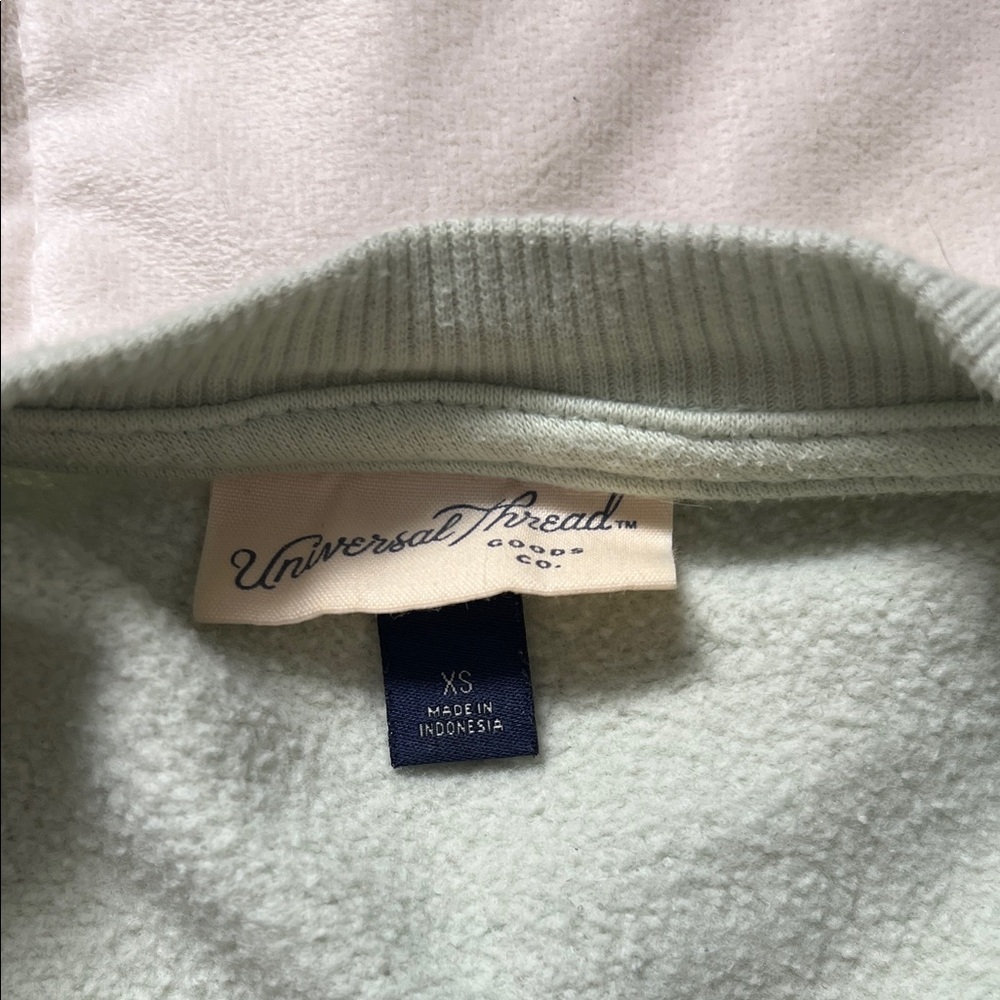 Universal Thread™
GOODS
CO.
XS
MADE IN
INDONESIA